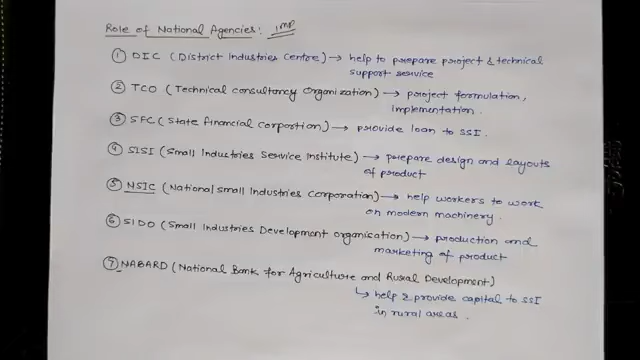 Role of National Agencies: imp
① DIC (District Industries Centre) → help to prepare project & technical
support service
② TCO (Technical consultancy Organization) → project formulation,
implementation.
③ SFC (State financial corportion) → provide loan to SSI.
④ SISI (Small Industries Service Institute) → prepare design and layouts
of product
⑤ NSIC (National small Industries Corporation) → help workers to work
on modern machinery.
⑥ SIDO (Small Industries Development organisation) → production and
marketing of product
⑦ NABARD (National Bank for Agriculture and Rural Development)
↳ help & provide capital to SSI
in rural areas.